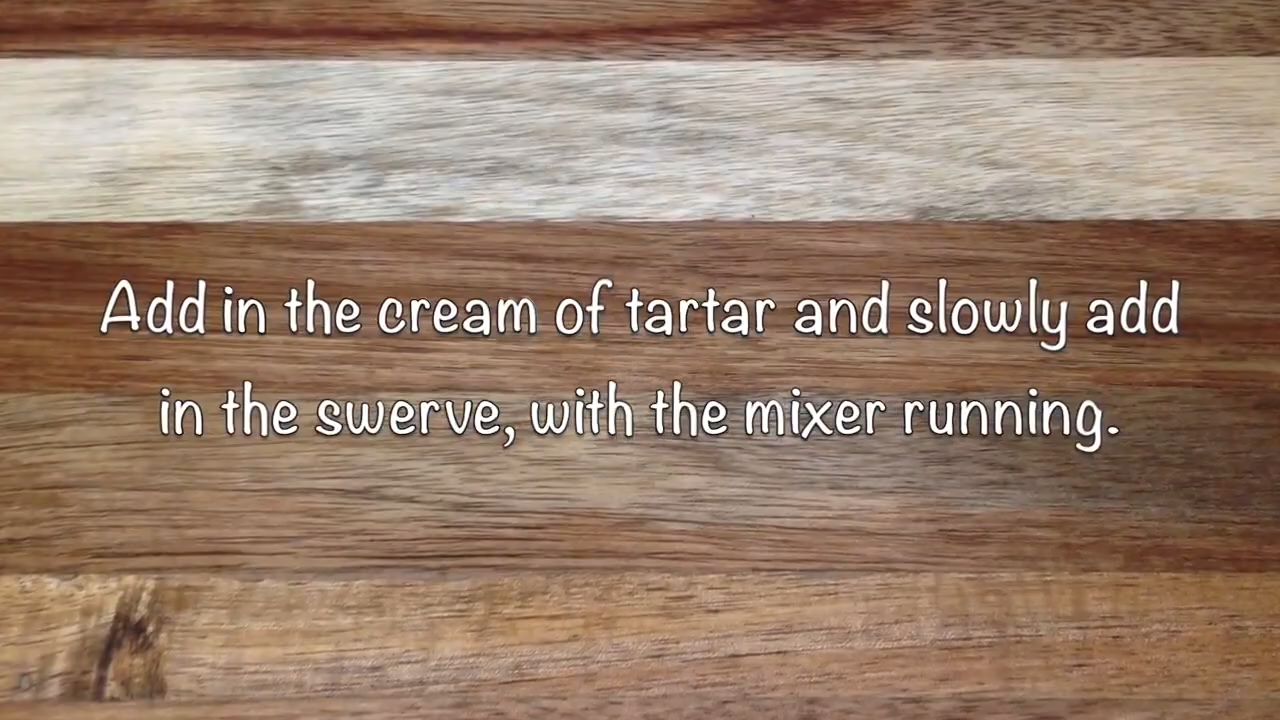 Add in the cream of tartar and slowly add
in the swerve, with the mixer running.